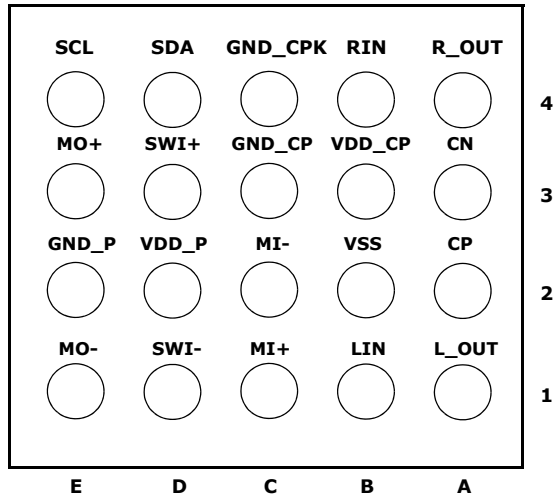 SCL SDA GND_CPK RIN R_OUT
4
MO+ SWI+ GND_CP VDD_CP CN
3
GND_P VDD_P MI- VSS CP
2
MO- SWI- MI+ LIN L_OUT
1
E D C B A